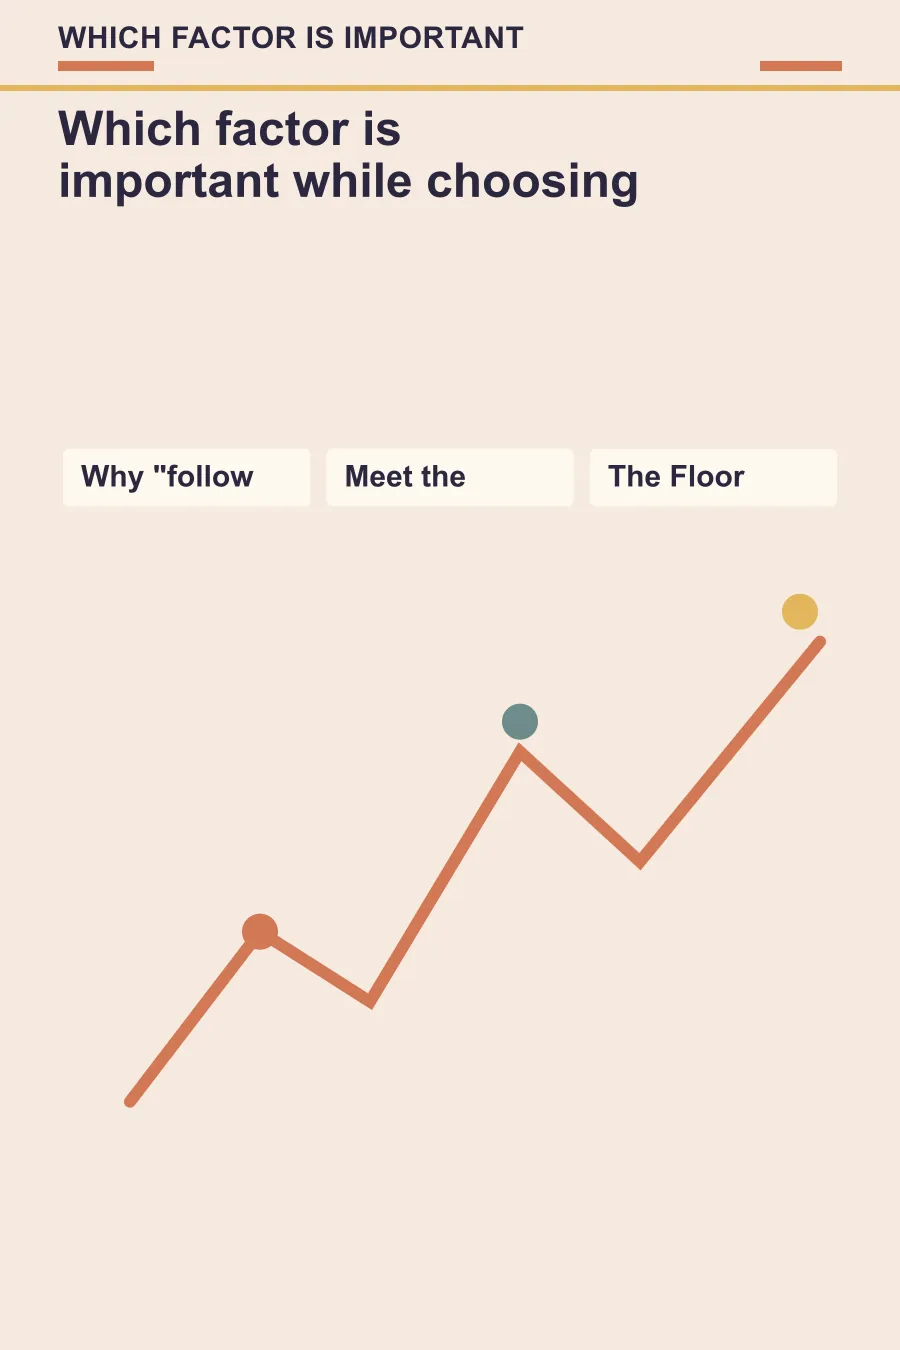 WHICH FACTOR IS IMPORTANT
Which factor is
important while choosing
Why "follow
Meet the
The Floor